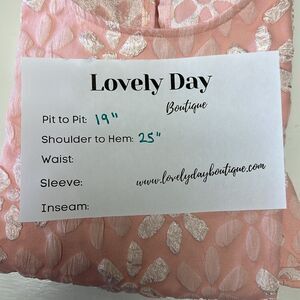 Lovely Day
Boutique
Pit to Pit: 19"
Shoulder to Hem: 25"
Waist:
Sleeve:
www.lovelydayboutique.com
Inseam: